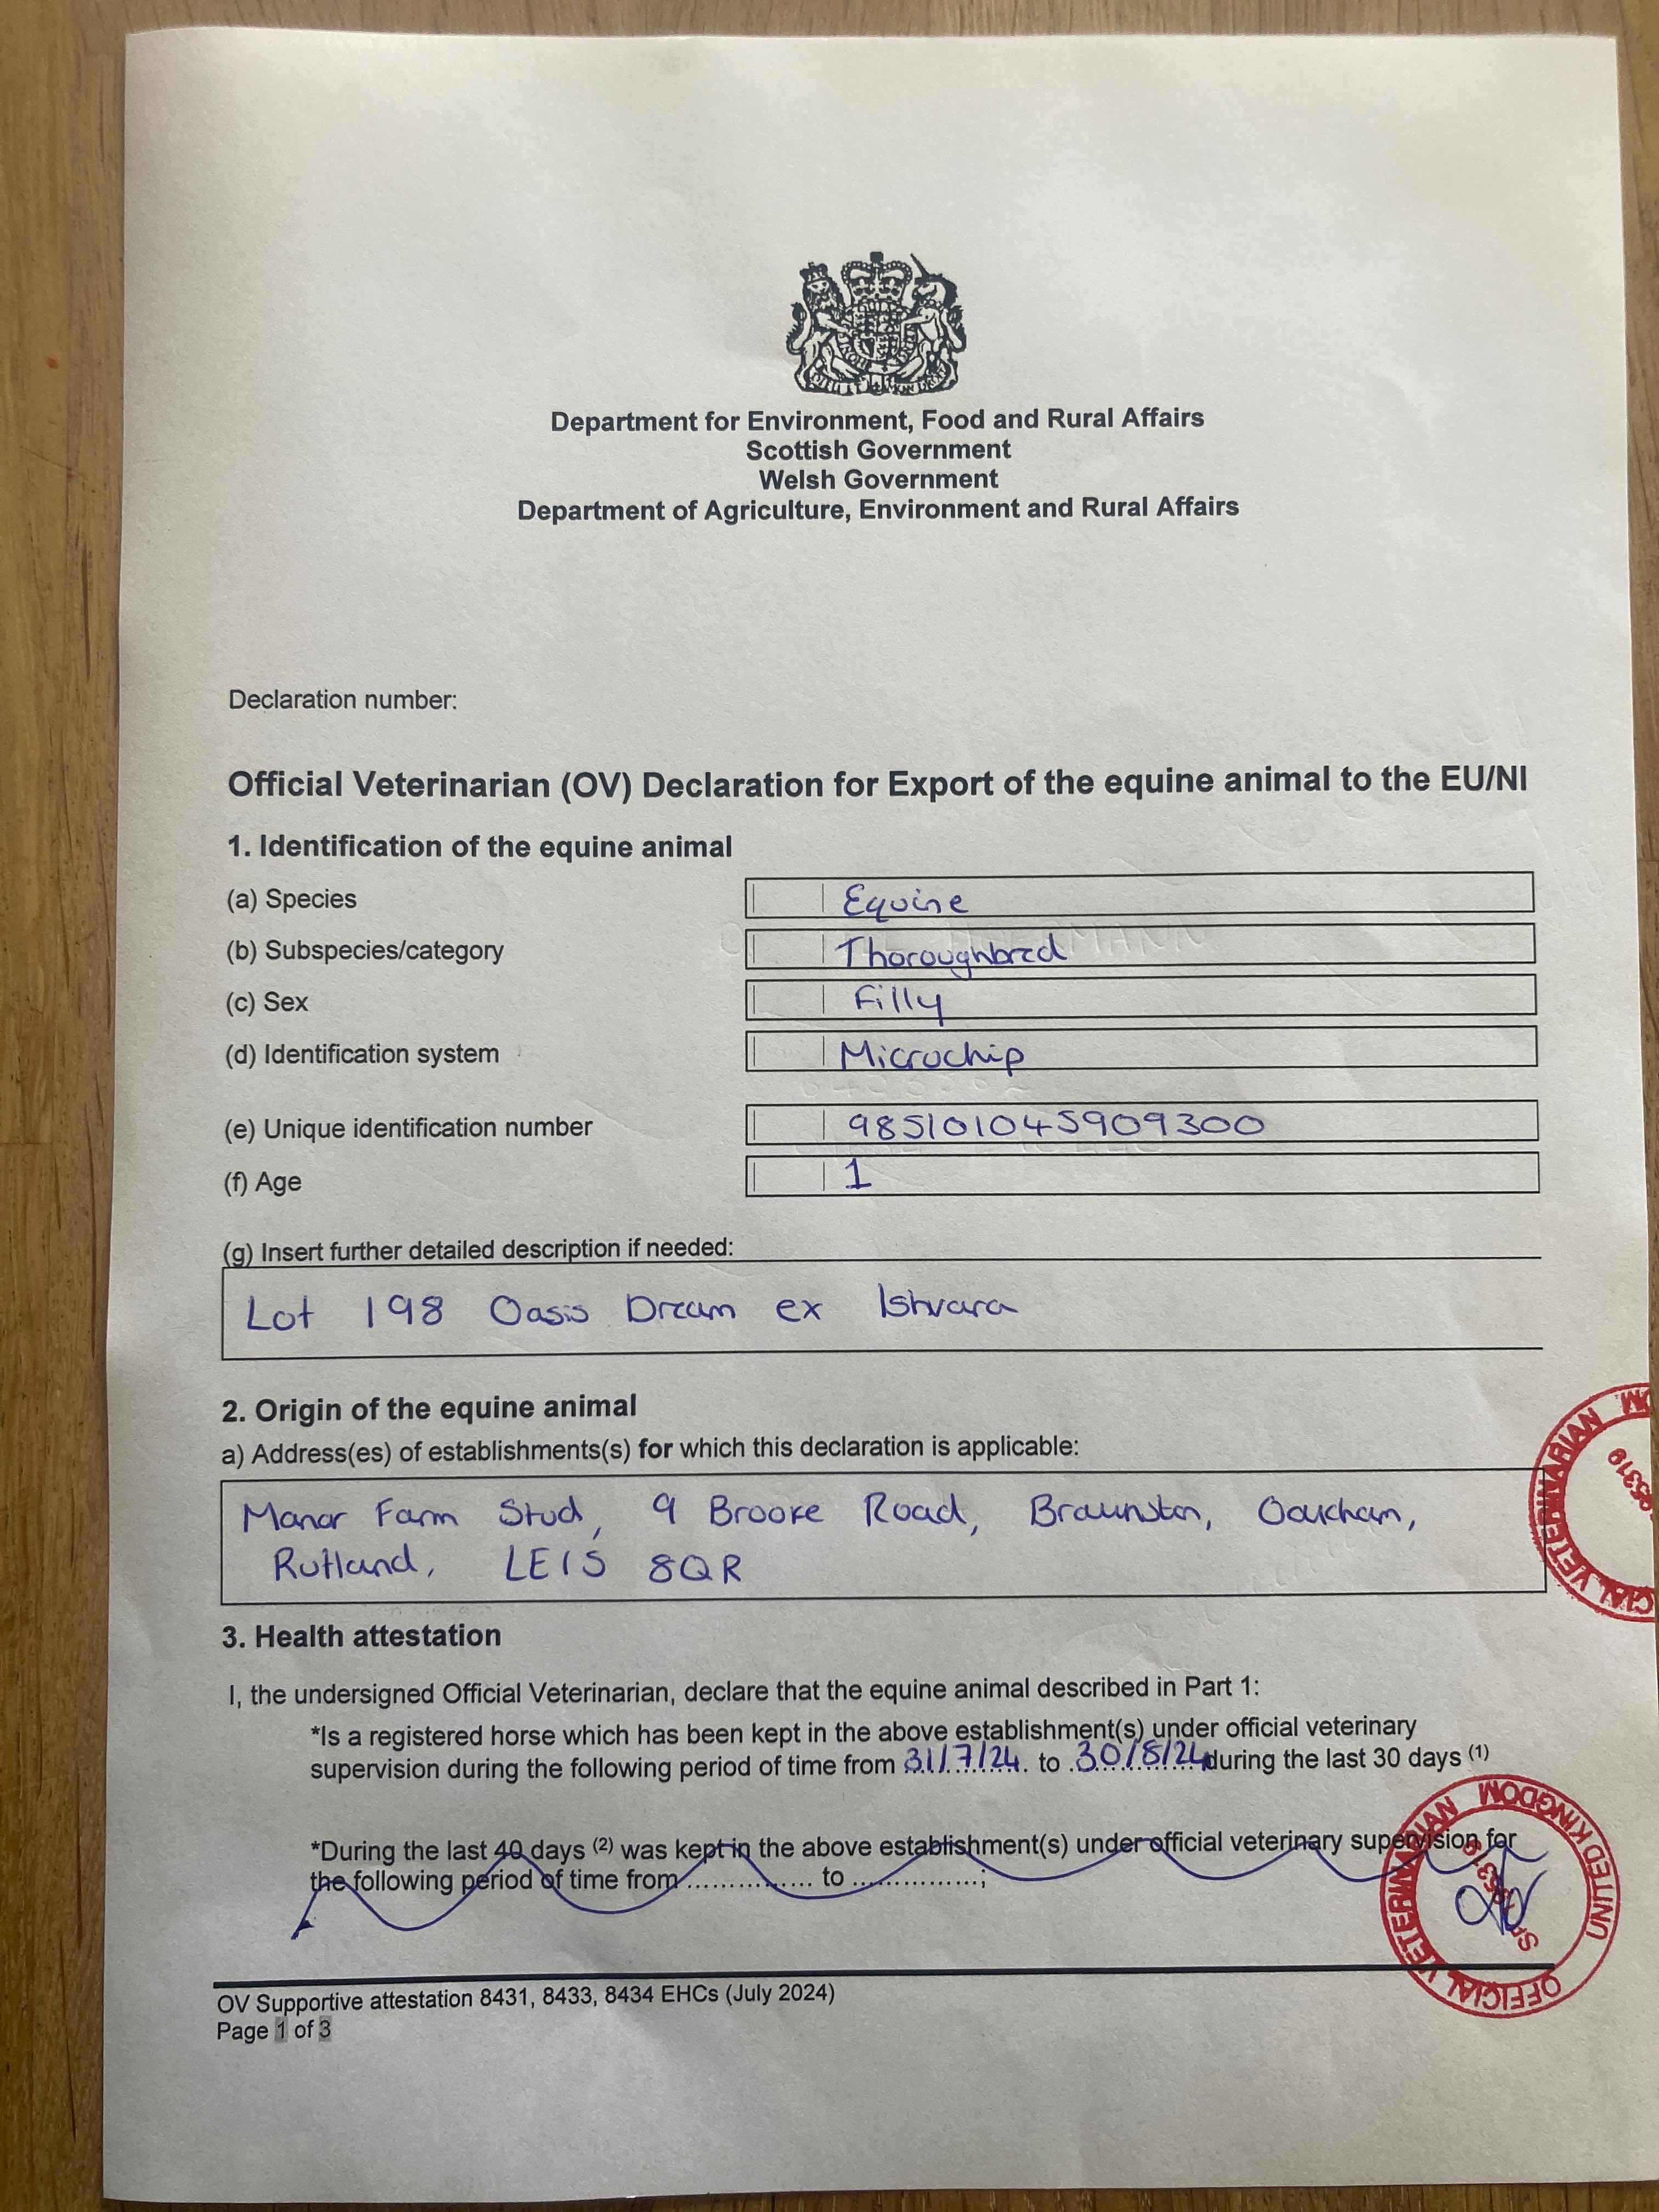 Department for Environment, Food and Rural Affairs
Scottish Government
Welsh Government
Department of Agriculture, Environment and Rural Affairs
Declaration number:
Official Veterinarian (OV) Declaration for Export of the equine animal to the EU/NI
1. Identification of the equine animal
(a) Species Equine
(b) Subspecies/category Thoroughbred
(c) Sex Filly
(d) Identification system Microchip
(e) Unique identification number 985101045909300
(f) Age 1
(g) Insert further detailed description if needed:
Lot 198 Oasis Dream ex Ishvara
2. Origin of the equine animal
a) Address(es) of establishments(s) for which this declaration is applicable:
Manor Farm Stud, 9 Brooke Road, Braunston, Oakham,
Rutland, LE15 8QR
3. Health attestation
I, the undersigned Official Veterinarian, declare that the equine animal described in Part 1:
*Is a registered horse which has been kept in the above establishment(s) under official veterinary
supervision during the following period of time from 31/7/24 to 30/8/24 during the last 30 days (1)
*During the last 40 days (2) was kept in the above establishment(s) under official veterinary supervision for
the following period of time from ............... to ...............;
OFFICIAL VETERINARIAN UNITED KINGDOM
OV Supportive attestation 8431, 8433, 8434 EHCs (July 2024)
Page 1 of 3